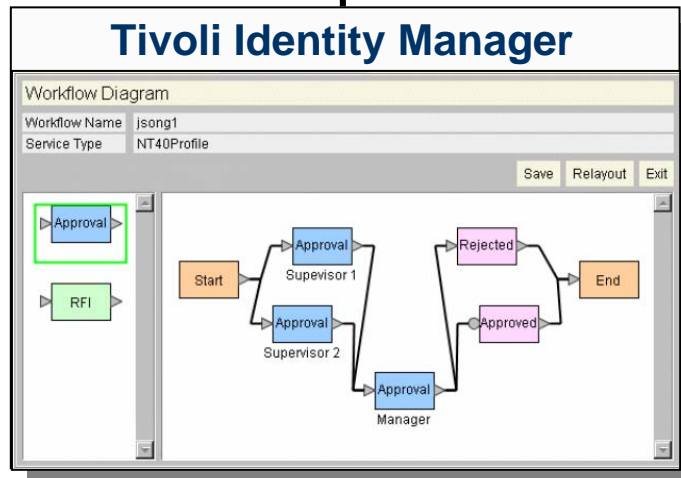 Tivoli Identity Manager
Workflow Diagram
Workflow Name jsong1
Service Type NT40Profile
Save Relayout Exit
Approval
RFI
Start
Approval
Supevisor 1
Approval
Supervisor 2
Approval
Manager
Rejected
Approved
End